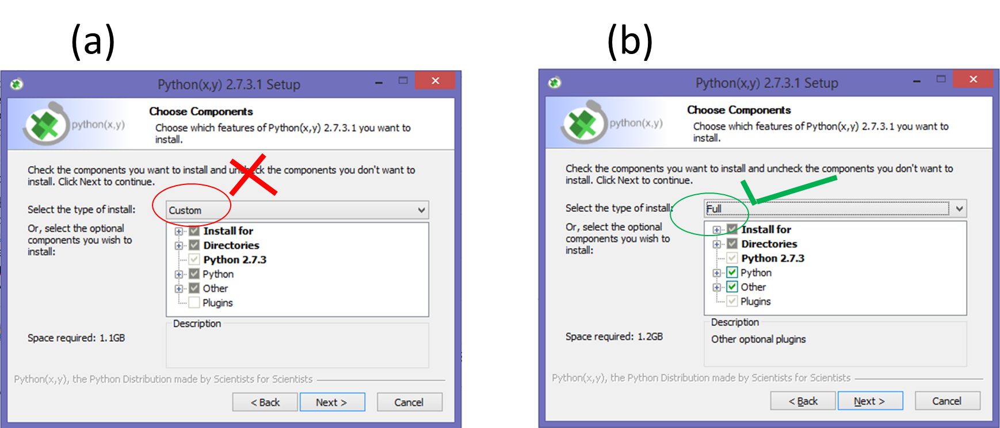 (a)
Python(x,y) 2.7.3.1 Setup
python(x,y)
Choose Components
Choose which features of Python(x,y) 2.7.3.1 you want to
install.
Check the components you want to install and uncheck the components you don't want to
install. Click Next to continue.
Select the type of install:
Custom
Or, select the optional
components you wish to
install:
Install for
Directories
Python 2.7.3
Python
Other
Plugins
Description
Space required: 1.1GB
Python(x,y), the Python Distribution made by Scientists for Scientists
< Back
Next >
Cancel
(b)
Python(x,y) 2.7.3.1 Setup
python(x,y)
Choose Components
Choose which features of Python(x,y) 2.7.3.1 you want to
install.
Check the components you want to install and uncheck the components you don't want to
install. Click Next to continue.
Select the type of install:
Full
Or, select the optional
components you wish to
install:
Install for
Directories
Python 2.7.3
Python
Other
Plugins
Description
Other optional plugins
Space required: 1.2GB
Python(x,y), the Python Distribution made by Scientists for Scientists
< Back
Next >
Cancel